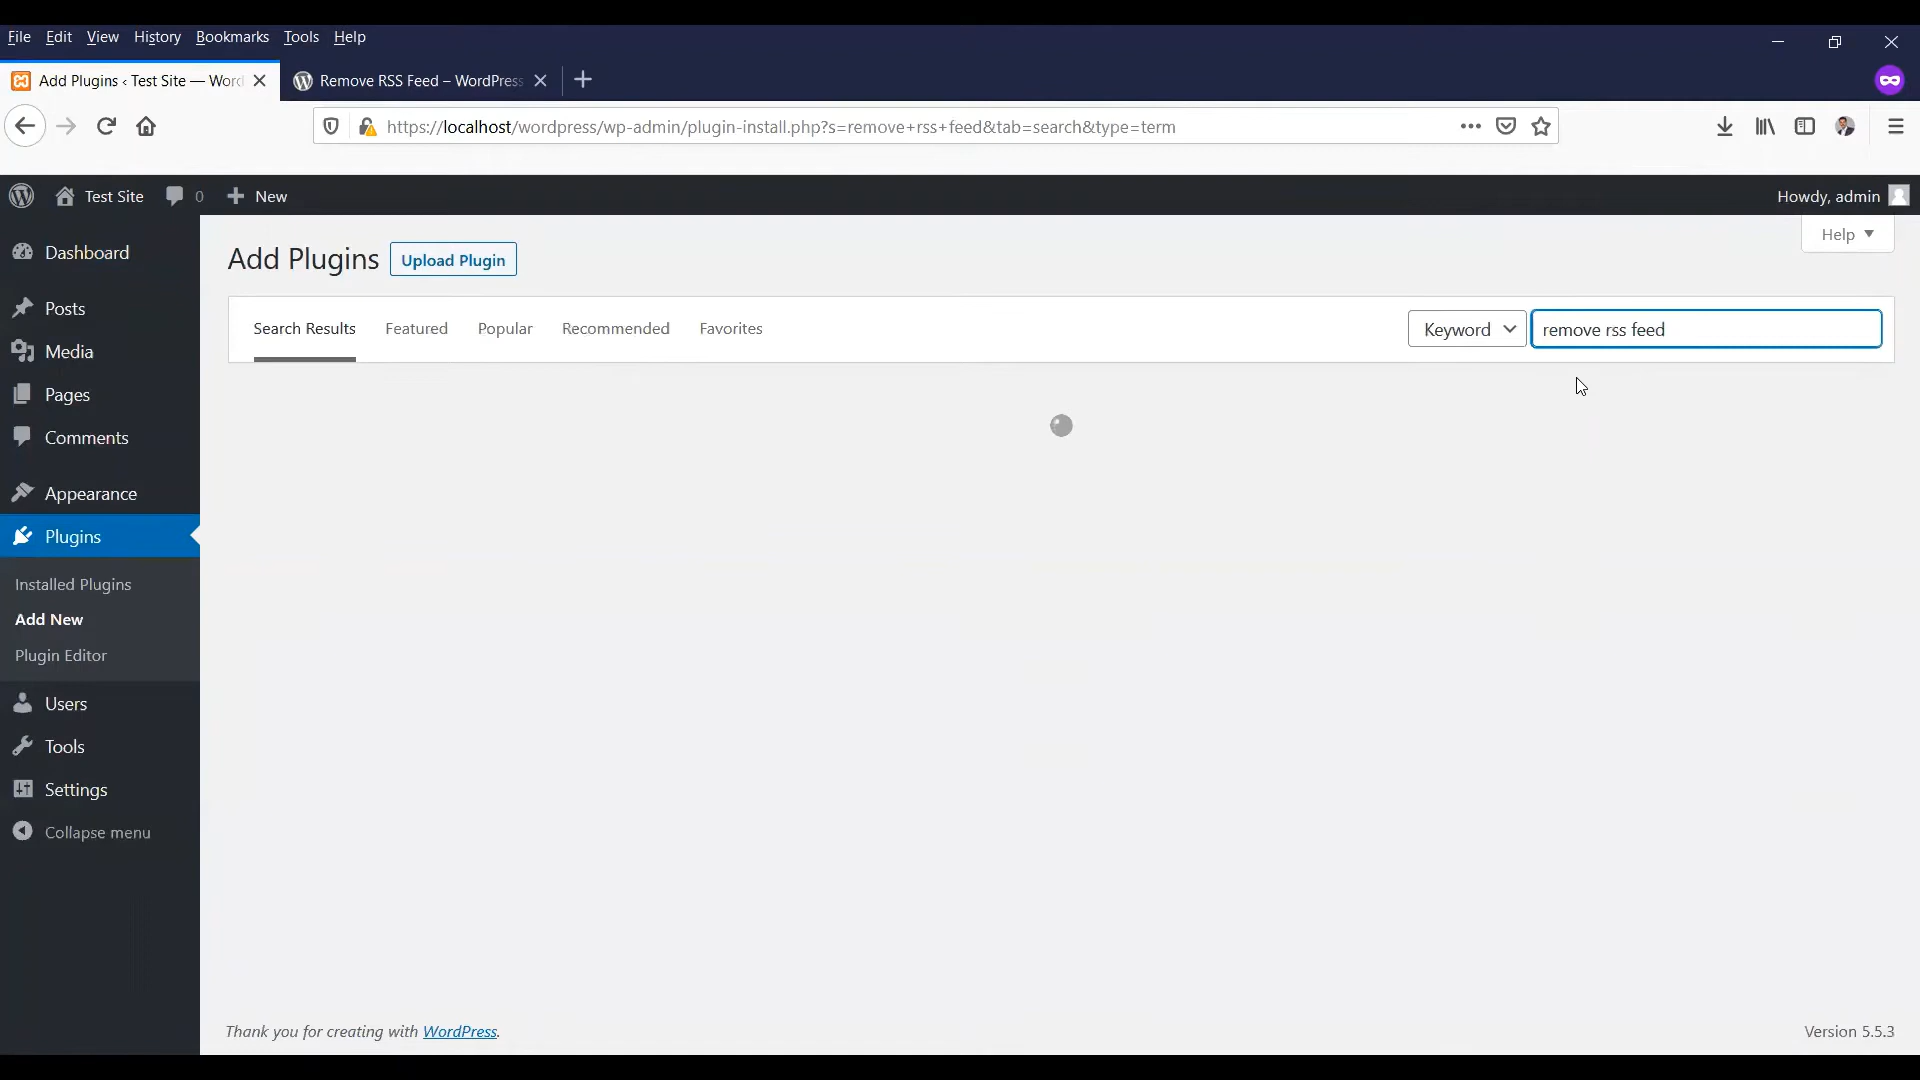 File Edit View History Bookmarks Tools Help
Add Plugins ‹ Test Site — Word
Remove RSS Feed – WordPress
https://localhost/wordpress/wp-admin/plugin-install.php?s=remove+rss+feed&tab=search&type=term
Test Site 0 New
Howdy, admin
Dashboard
Posts
Media
Pages
Comments
Appearance
Plugins
Installed Plugins
Add New
Plugin Editor
Users
Tools
Settings
Collapse menu
Help
Add Plugins Upload Plugin
Search Results Featured Popular Recommended Favorites
Keyword remove rss feed
Thank you for creating with WordPress.
Version 5.5.3